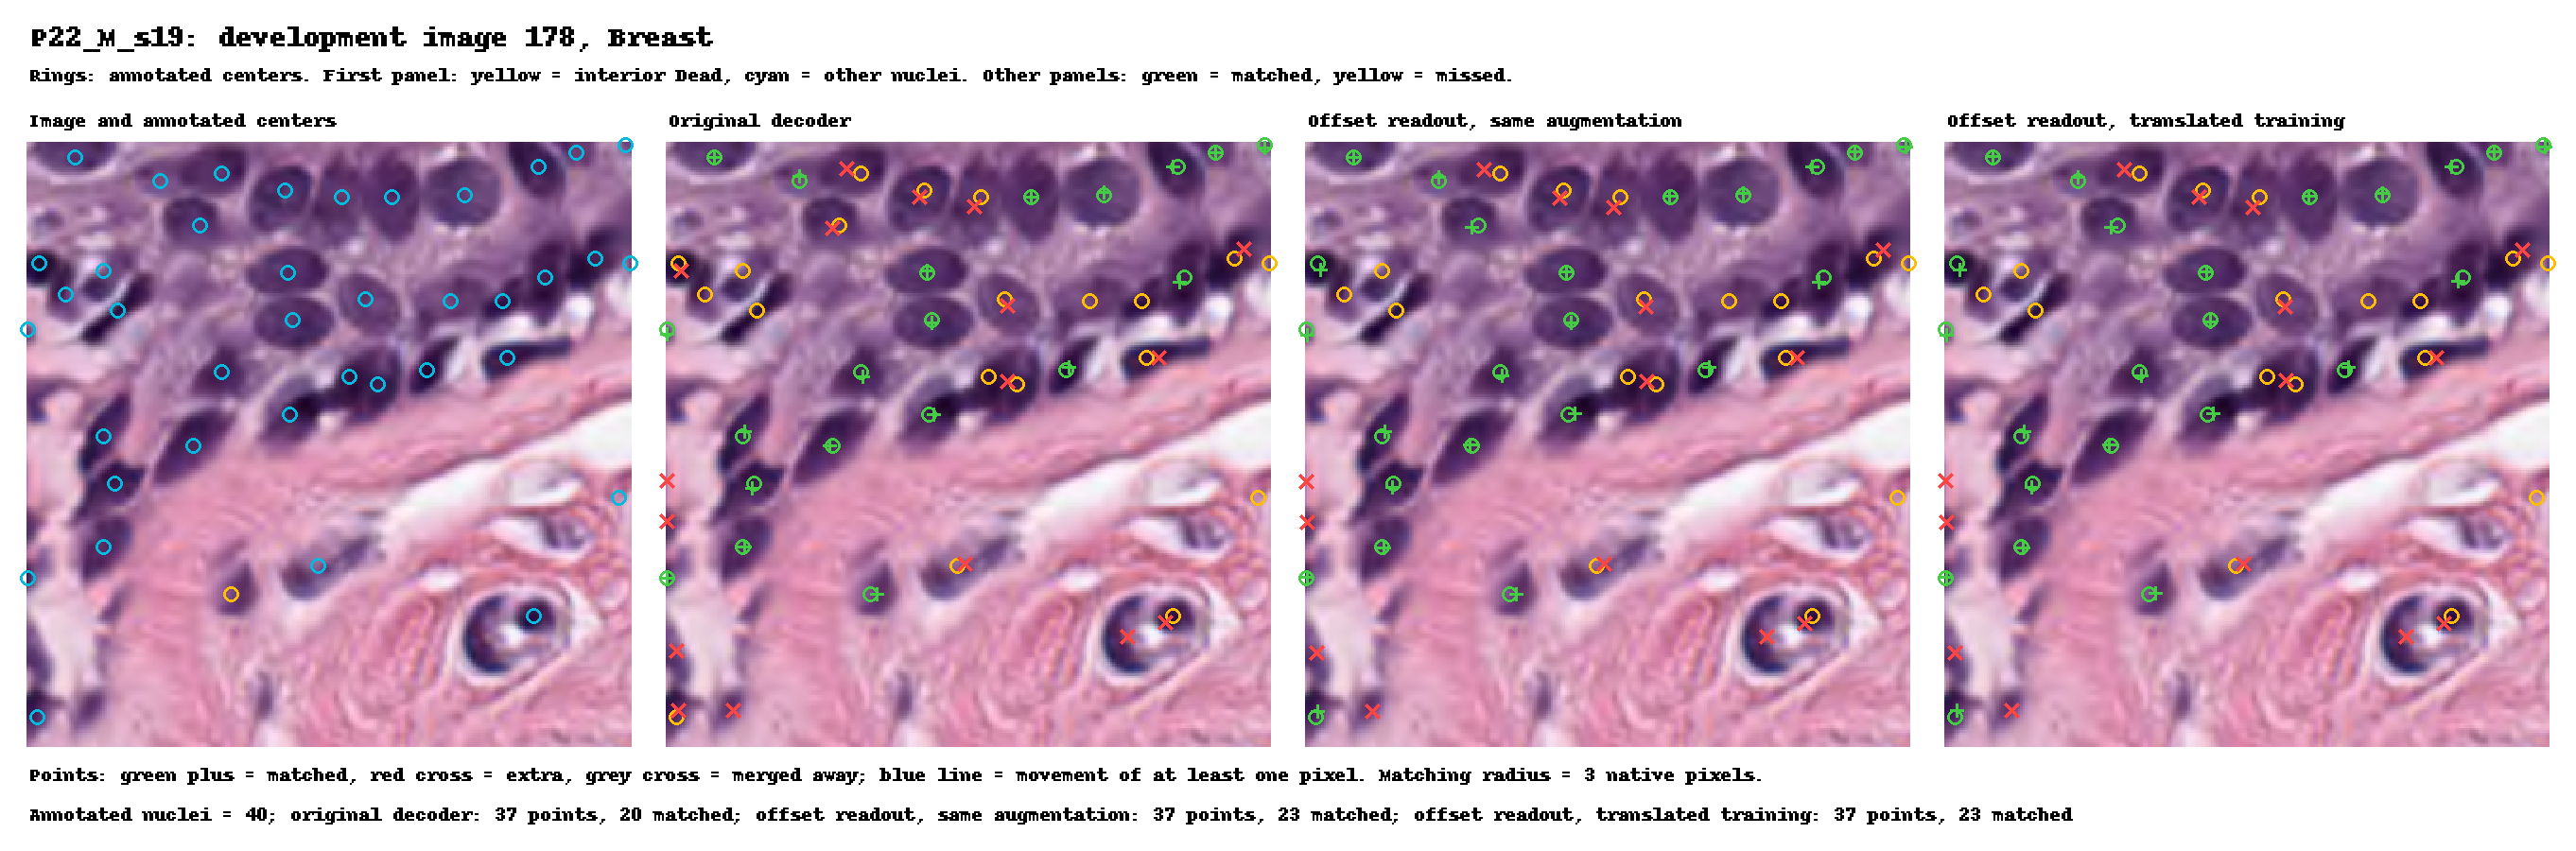 P22_M_s19: development image 178, Breast
Rings: annotated centers. First panel: yellow = interior Dead, cyan = other nuclei. Other panels: green = matched, yellow = missed.
Image and annotated centers
Original decoder
Offset readout, same augmentation
Offset readout, translated training
Points: green plus = matched, red cross = extra, grey cross = merged away; blue line = movement of at least one pixel. Matching radius = 3 native pixels.
Annotated nuclei = 40; original decoder: 37 points, 20 matched; offset readout, same augmentation: 37 points, 23 matched; offset readout, translated training: 37 points, 23 matched